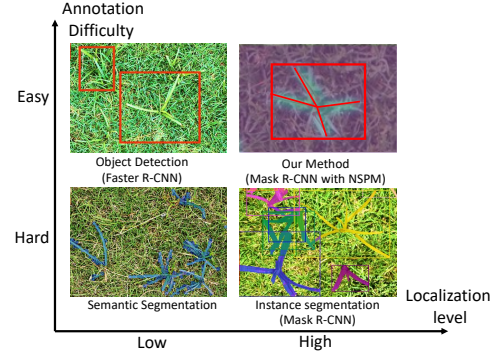 Annotation
Difficulty
Easy
Object Detection
(Faster R-CNN)
Our Method
(Mask R-CNN with NSPM)
Hard
Semantic Segmentation
Instance segmentation
(Mask R-CNN)
Localization
level
Low
High